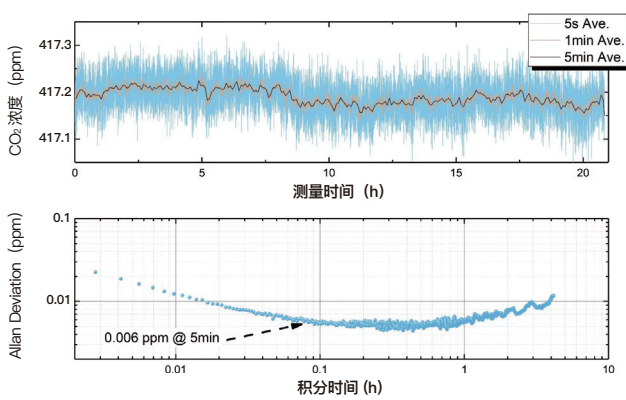 5s Ave.
1min Ave.
5min Ave.
417.3
417.2
417.1
CO₂ 浓度 (ppm)
0
5
10
15
20
测量时间 (h)
0.1
0.01
Allan Deviation (ppm)
0.006 ppm @ 5min
0.01
0.1
1
10
积分时间 (h)